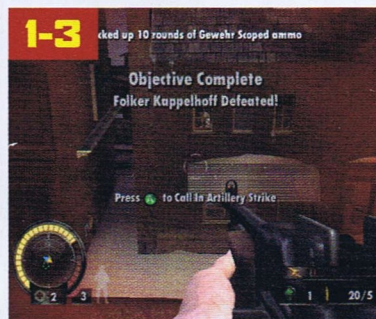 1-3
cked up 10 rounds of Gewehr Scoped ammo
Objective Complete
Folker Kappelhoff Defeated!
Press to Call In Artillery Strike
2 3
1 20/5